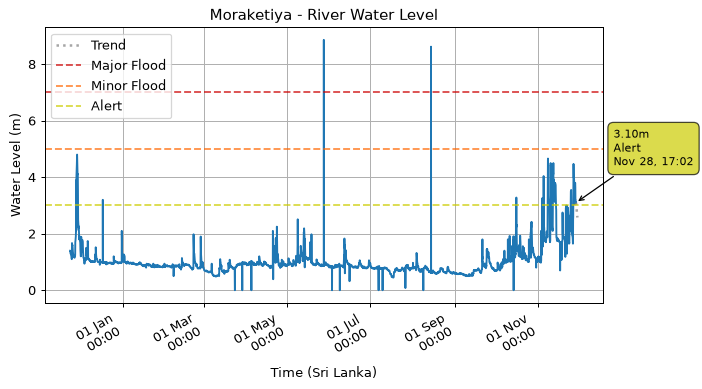 Moraketiya - River Water Level
Trend
Major Flood
Minor Flood
Alert
Water Level (m)
8
6
4
2
0
3.10m
Alert
Nov 28, 17:02
01 Jan
00:00
01 Mar
00:00
01 May
00:00
01 Jul
00:00
01 Sep
00:00
01 Nov
00:00
Time (Sri Lanka)